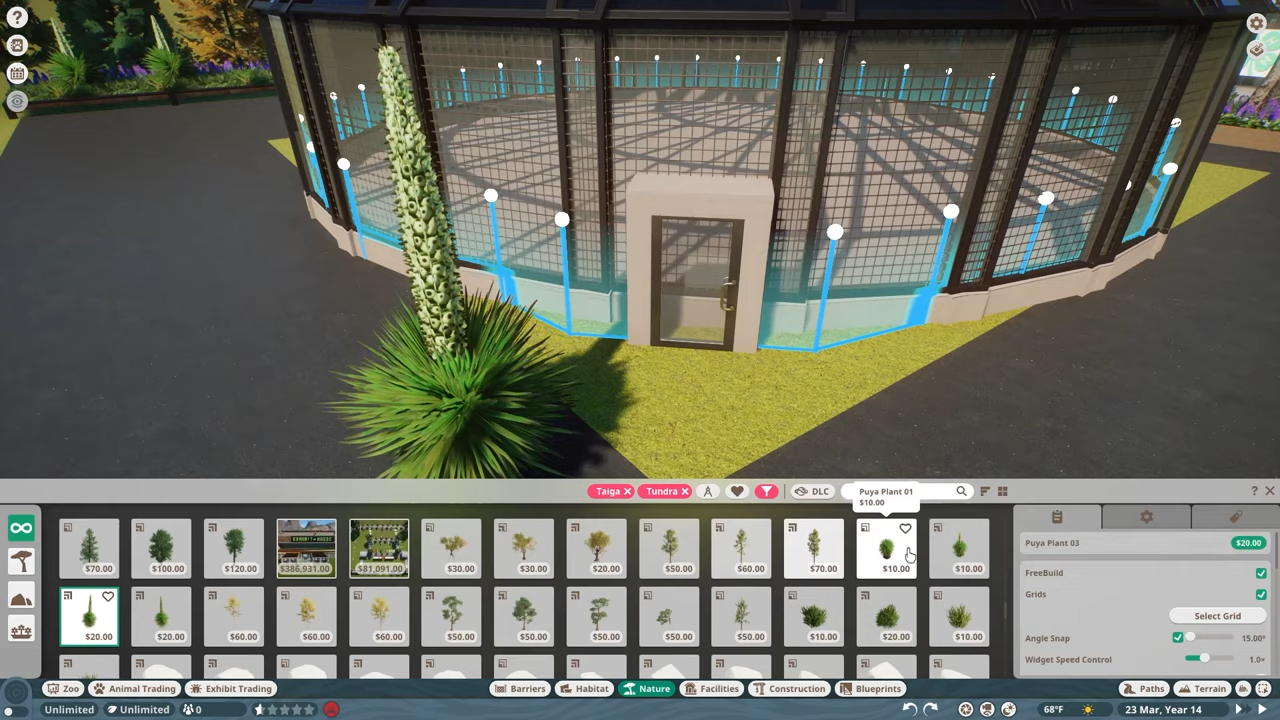 Taiga ✕ Tundra ✕ DLC Puya Plant 01
$10.00
? ✕
$70.00 $100.00 $120.00 $386,931.00 $81,091.00 $30.00 $30.00 $20.00 $50.00 $60.00 $70.00 $10.00 $10.00
EXHIBIT HOUSE
$20.00 $20.00 $60.00 $60.00 $60.00 $50.00 $50.00 $50.00 $50.00 $50.00 $10.00 $20.00 $10.00
Puya Plant 03 $20.00
FreeBuild
Grids
Select Grid
Angle Snap 15.00°
Widget Speed Control 1.0×
Zoo Animal Trading Exhibit Trading Barriers Habitat Nature Facilities Construction Blueprints Paths Terrain
Unlimited Unlimited 0 68°F 23 Mar, Year 14